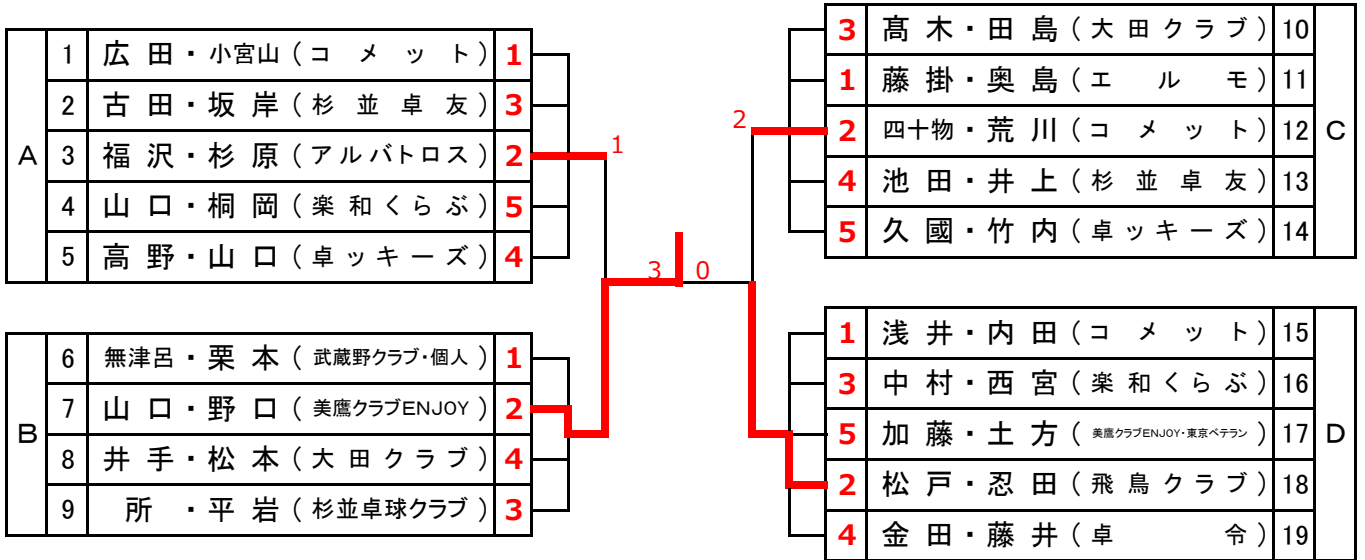 A
1 広田・小宮山(コメット) 1
2 古田・坂岸(杉並卓友) 3
3 福沢・杉原(アルバトロス) 2
4 山口・桐岡(楽和くらぶ) 5
5 高野・山口(卓ッキーズ) 4
1
B
6 無津呂・栗本(武蔵野クラブ・個人) 1
7 山口・野口(美鷹クラブENJOY) 2
8 井手・松本(大田クラブ) 4
9 所・平岩(杉並卓球クラブ) 3
3 0
2
3 髙木・田島(大田クラブ) 10
1 藤掛・奥島(エルモ) 11
2 四十物・荒川(コメット) 12
4 池田・井上(杉並卓友) 13
5 久國・竹内(卓ッキーズ) 14
C
1 浅井・内田(コメット) 15
3 中村・西宮(楽和くらぶ) 16
5 加藤・土方(美鷹クラブENJOY・東京ベテラン) 17
2 松戸・忍田(飛鳥クラブ) 18
4 金田・藤井(卓令) 19
D